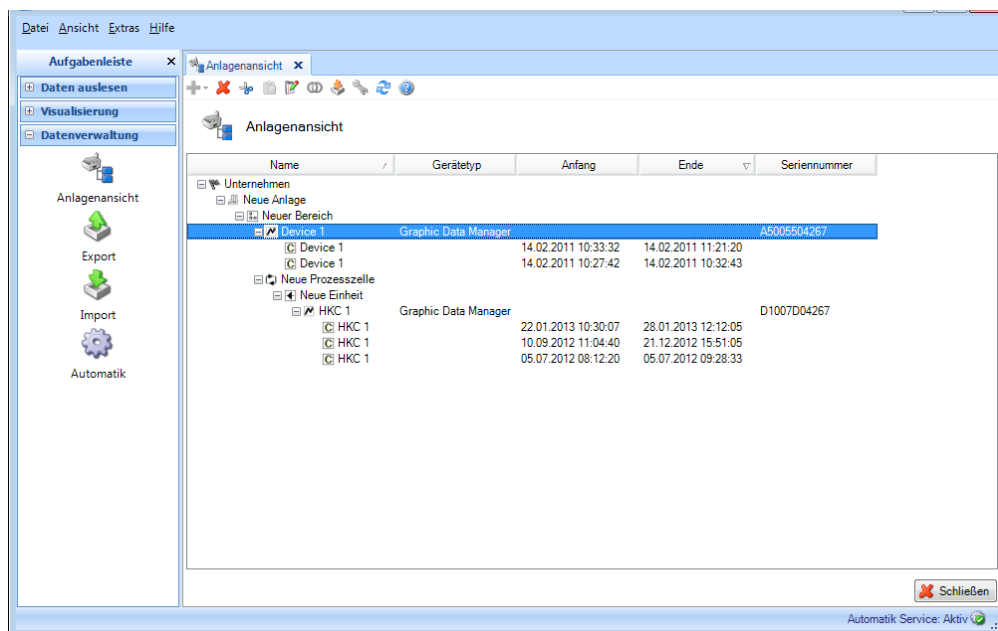 Datei Ansicht Extras Hilfe
Aufgabenleiste
Daten auslesen
Visualisierung
Datenverwaltung
Anlagenansicht
Export
Import
Automatik
Anlagenansicht
Anlagenansicht
Name Gerätetyp Anfang Ende Seriennummer
Unternehmen
Neue Anlage
Neuer Bereich
Device 1 Graphic Data Manager A5005504267
C Device 1 14.02.2011 10:33:32 14.02.2011 11:21:20
C Device 1 14.02.2011 10:27:42 14.02.2011 10:32:43
Neue Prozesszelle
Neue Einheit
HKC 1 Graphic Data Manager D1007D04267
C HKC 1 22.01.2013 10:30:07 28.01.2013 12:12:05
C HKC 1 10.09.2012 11:04:40 21.12.2012 15:51:05
C HKC 1 05.07.2012 08:12:20 05.07.2012 09:28:33
Schließen
Automatik Service: Aktiv